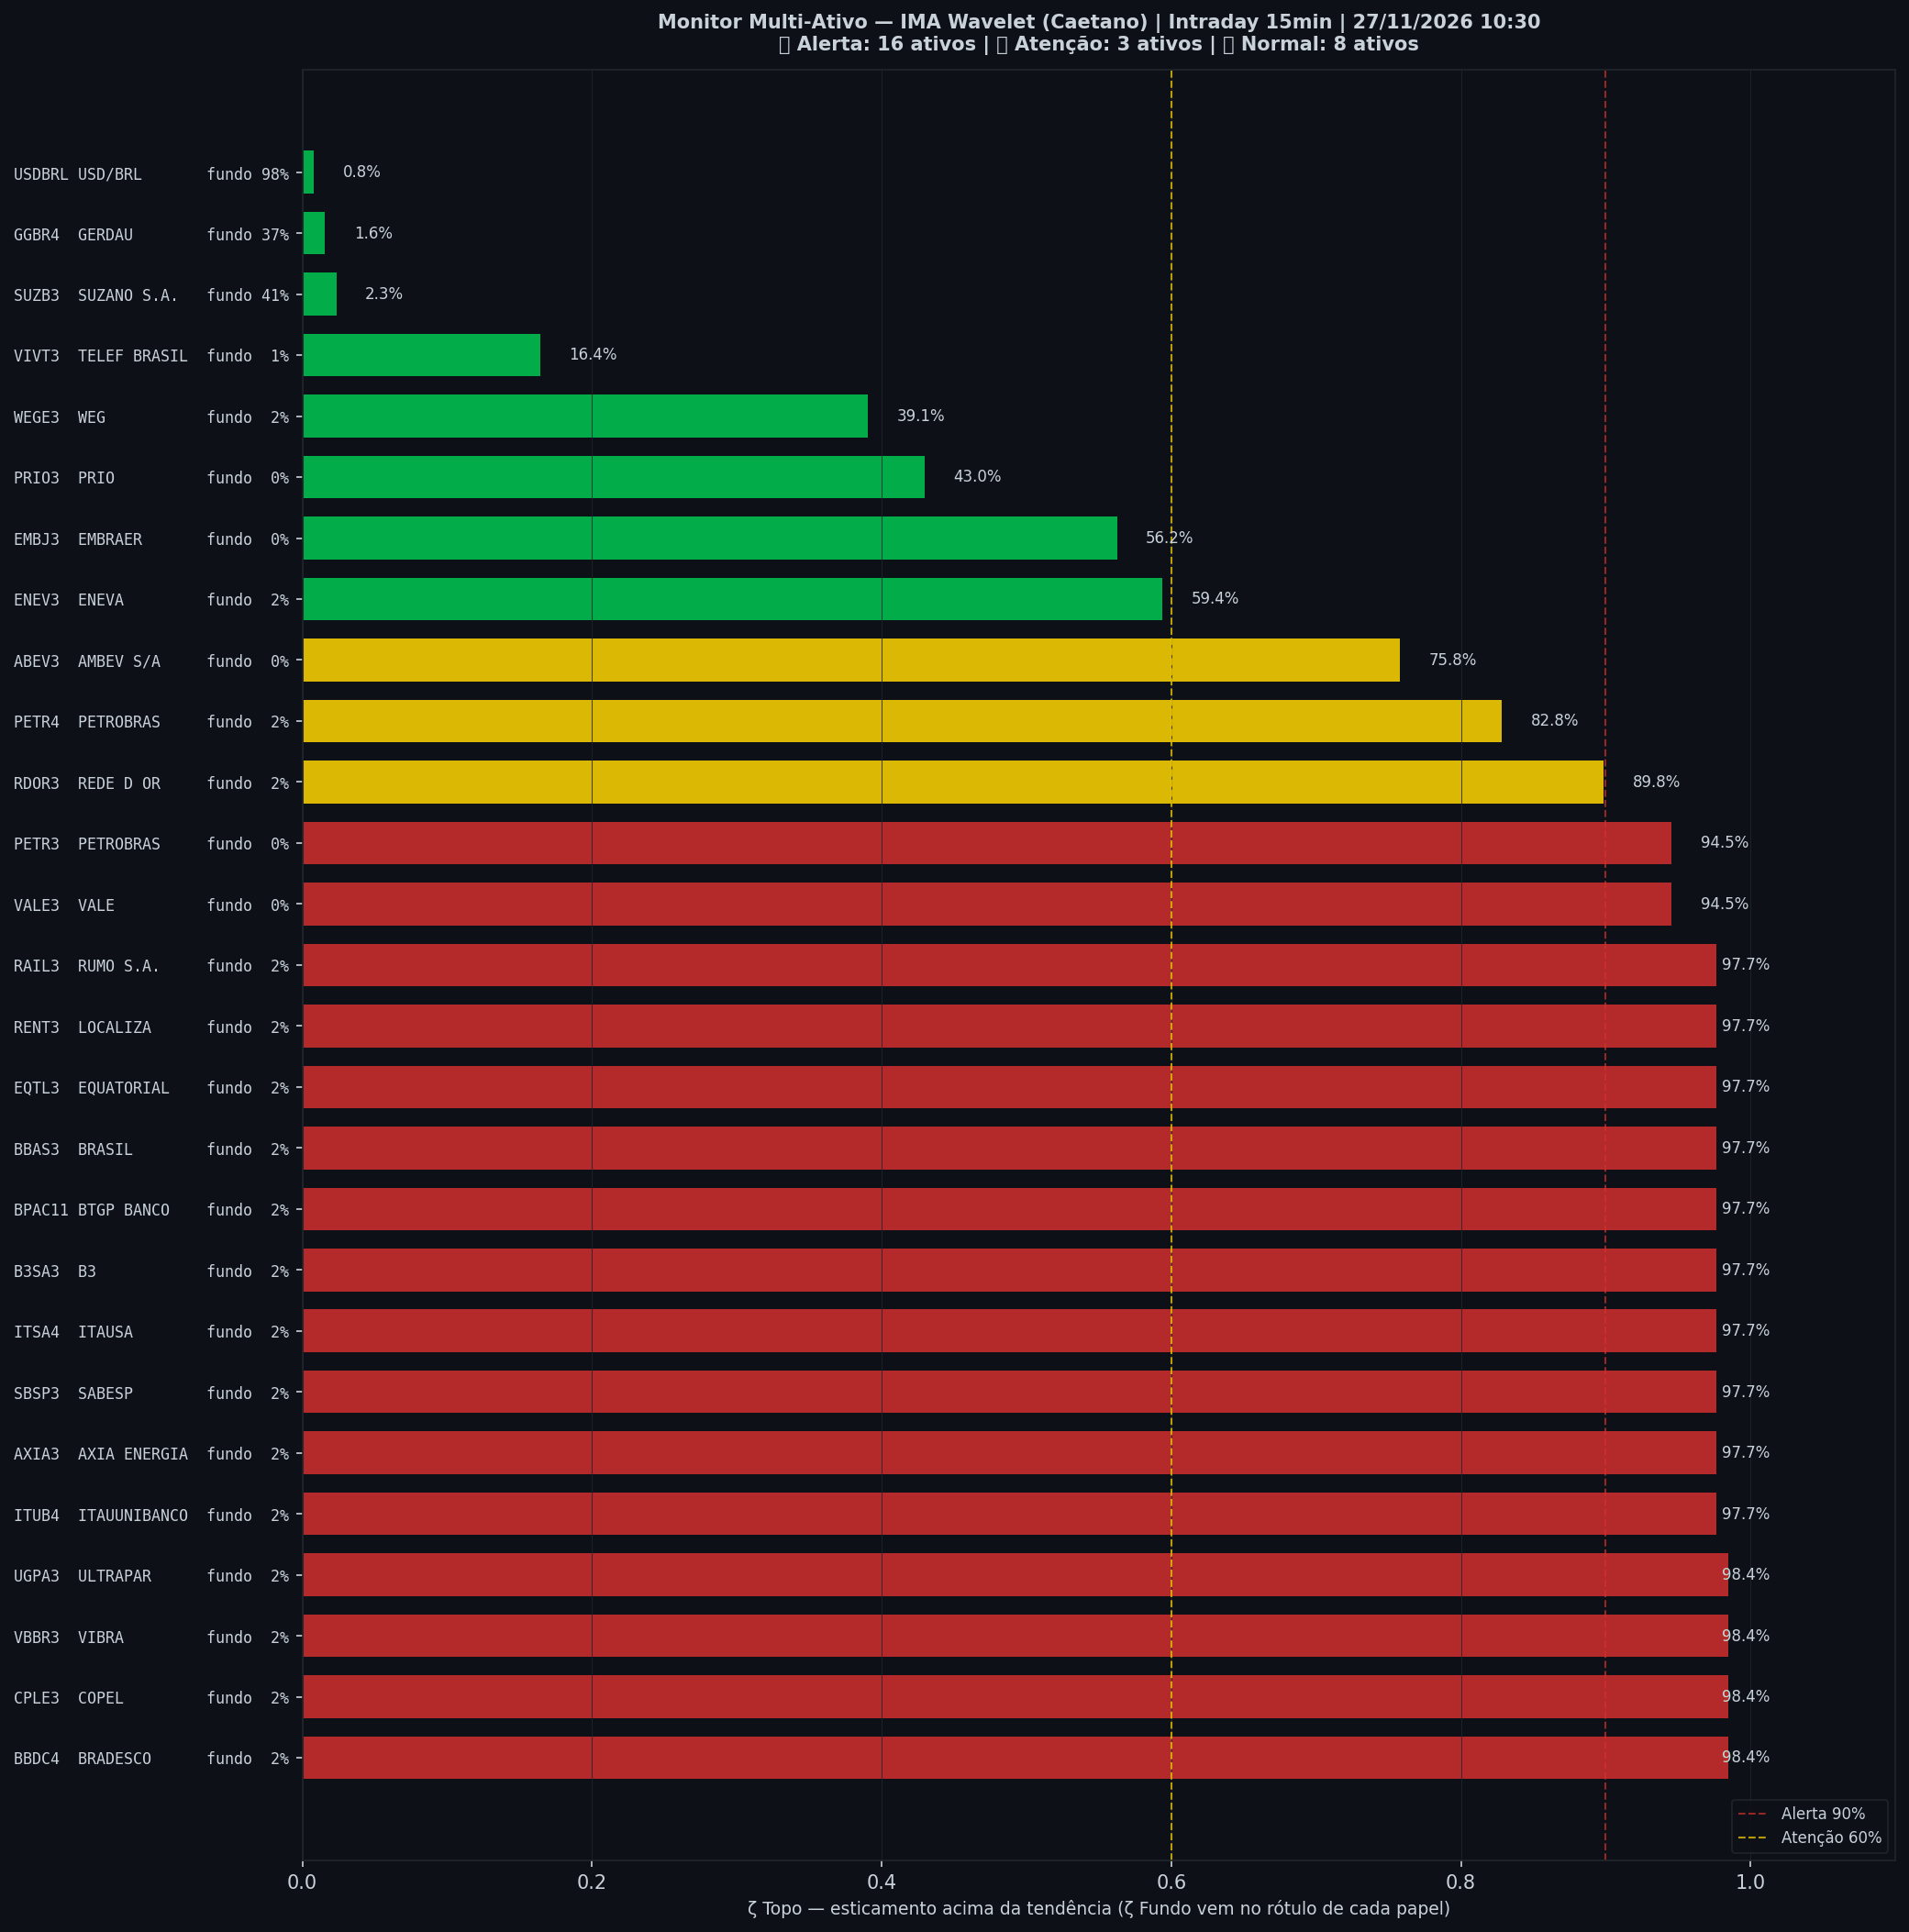 Monitor Multi-Ativo — IMA Wavelet (Caetano) | Intraday 15min | 27/11/2026 10:30
Alerta: 16 ativos | Atenção: 3 ativos | Normal: 8 ativos
USDBRL USD/BRL fundo 98% 0.8%
GGBR4 GERDAU fundo 37% 1.6%
SUZB3 SUZANO S.A. fundo 41% 2.3%
VIVT3 TELEF BRASIL fundo 1% 16.4%
WEGE3 WEG fundo 2% 39.1%
PRIO3 PRIO fundo 0% 43.0%
EMBJ3 EMBRAER fundo 0% 56.2%
ENEV3 ENEVA fundo 2% 59.4%
ABEV3 AMBEV S/A fundo 0% 75.8%
PETR4 PETROBRAS fundo 2% 82.8%
RDOR3 REDE D OR fundo 2% 89.8%
PETR3 PETROBRAS fundo 0% 94.5%
VALE3 VALE fundo 0% 94.5%
RAIL3 RUMO S.A. fundo 2% 97.7%
RENT3 LOCALIZA fundo 2% 97.7%
EQTL3 EQUATORIAL fundo 2% 97.7%
BBAS3 BRASIL fundo 2% 97.7%
BPAC11 BTGP BANCO fundo 2% 97.7%
B3SA3 B3 fundo 2% 97.7%
ITSA4 ITAUSA fundo 2% 97.7%
SBSP3 SABESP fundo 2% 97.7%
AXIA3 AXIA ENERGIA fundo 2% 97.7%
ITUB4 ITAUUNIBANCO fundo 2% 97.7%
UGPA3 ULTRAPAR fundo 2% 98.4%
VBBR3 VIBRA fundo 2% 98.4%
CPLE3 COPEL fundo 2% 98.4%
BBDC4 BRADESCO fundo 2% 98.4%
Alerta 90%
Atenção 60%
0.0 0.2 0.4 0.6 0.8 1.0
ζ Topo — esticamento acima da tendência (ζ Fundo vem no rótulo de cada papel)